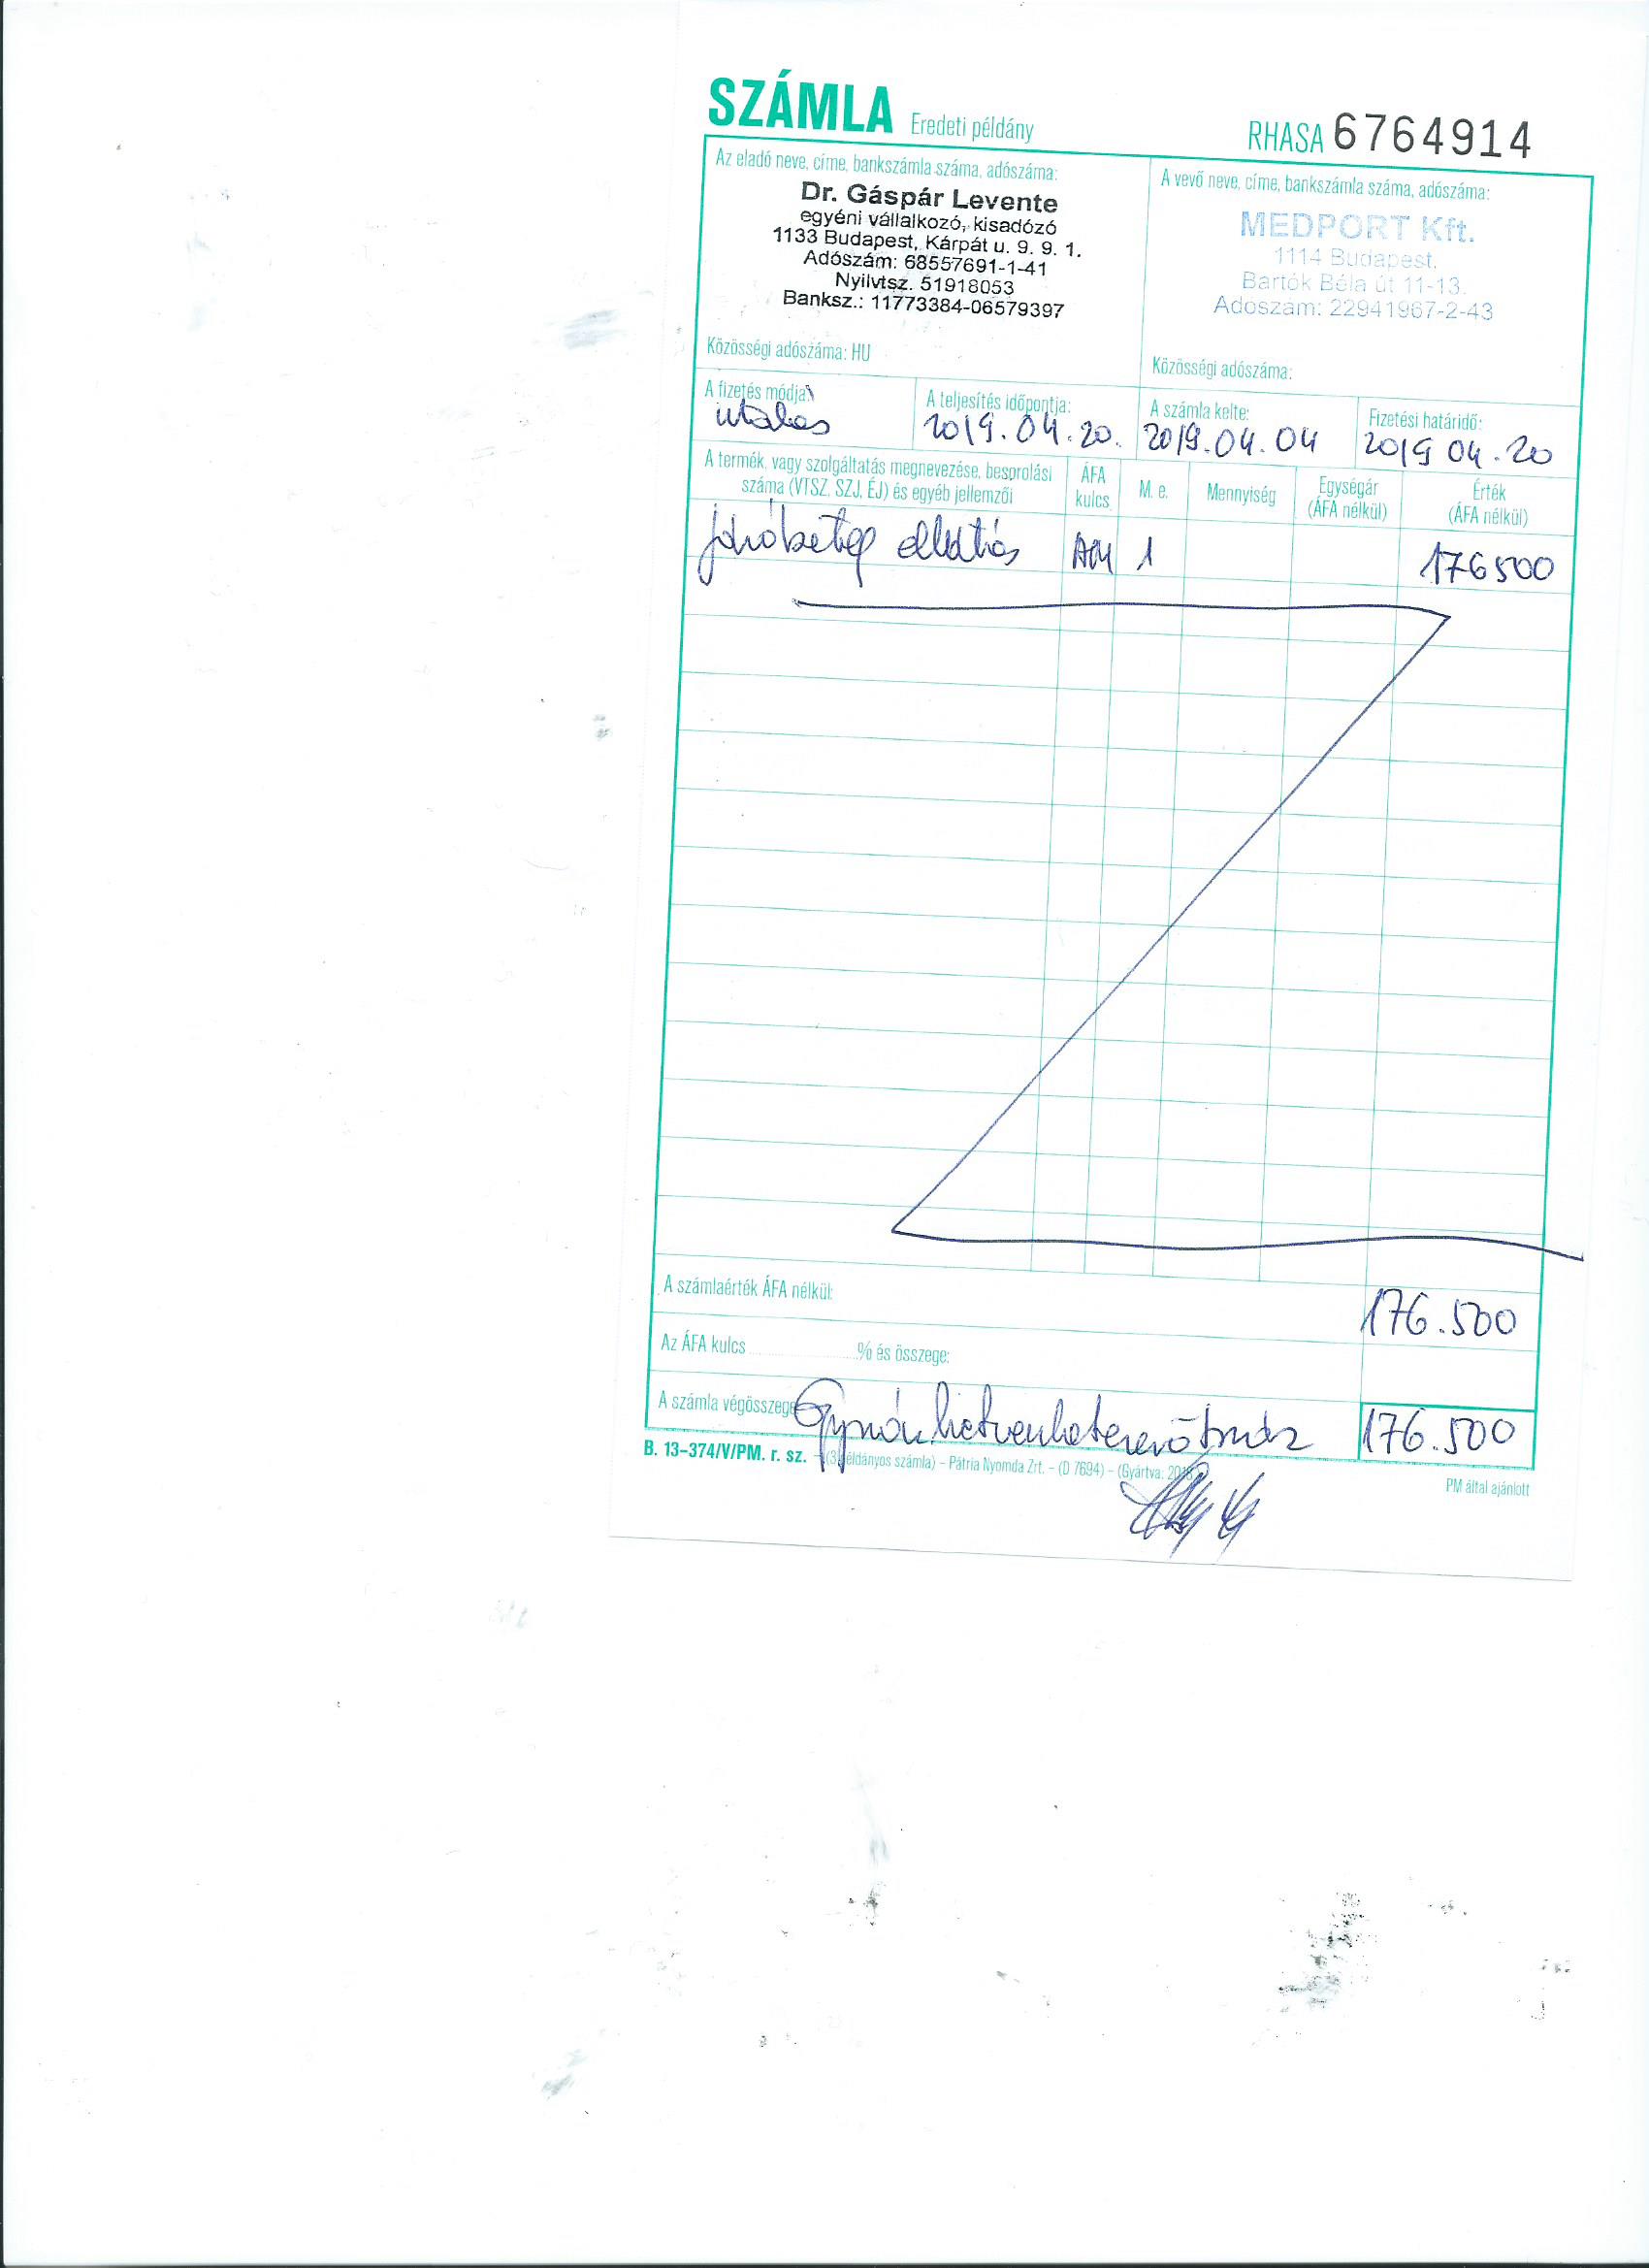 SZÁMLA Eredeti példány
RHASA 6764914
Az eladó neve, címe, bankszámla száma, adószáma:
Dr. Gáspár Levente
egyéni vállalkozó, kisadózó
1133 Budapest, Kárpát u. 9. 9. 1.
Adószám: 68557691-1-41
Nyilvtsz. 51918053
Banksz.: 11773384-06579397
Közösségi adószáma: HU
A vevő neve, címe, bankszámla száma, adószáma:
MEDPORT Kft.
1114 Budapest,
Bartók Béla út 11-13.
Adószám: 22941967-2-43
Közösségi adószáma:
A fizetés módja:
utalás
A teljesítés időpontja:
2019.04.20.
A számla kelte:
2019.04.04
Fizetési határidő:
2019 04.20
A termék, vagy szolgáltatás megnevezése, besorolási
száma (VTSZ, SZJ, ÉJ) és egyéb jellemzői
ÁFA
kulcs
M. e.
Mennyiség
Egységár
(ÁFA nélkül)
Érték
(ÁFA nélkül)
járóbeteg ellátás AM 1 176500
A számlaérték ÁFA nélkül: 176.500
Az ÁFA kulcs % és összege:
A számla végösszege 176.500
B. 13-374/V/PM. r. sz. – (3 példányos számla) – Pátria Nyomda Zrt. – (D 7694) – (Gyártva:
PM által ajánlott